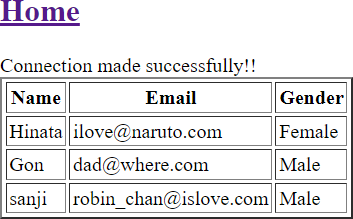 Home
Connection made successfully!!
Name Email Gender
Hinata ilove@naruto.com Female
Gon dad@where.com Male
sanji robin_chan@islove.com Male